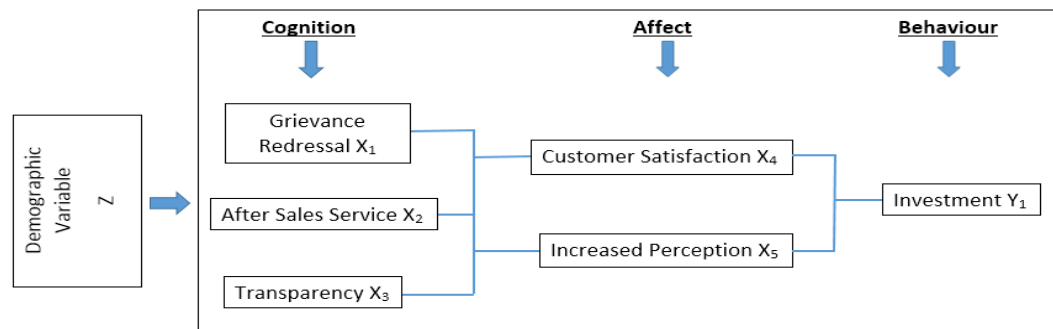 Cognition
Affect
Behaviour
Demographic
Variable
Z
Grievance
Redressal X₁
After Sales Service X₂
Transparency X₃
Customer Satisfaction X₄
Increased Perception X₅
Investment Y₁